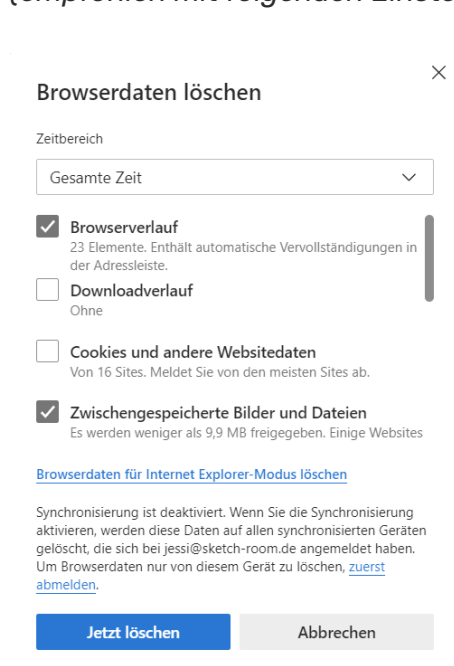 Browserdaten löschen
Zeitbereich
Gesamte Zeit
Browserverlauf
23 Elemente. Enthält automatische Vervollständigungen in
der Adressleiste.
Downloadverlauf
Ohne
Cookies und andere Websitedaten
Von 16 Sites. Meldet Sie von den meisten Sites ab.
Zwischengespeicherte Bilder und Dateien
Es werden weniger als 9,9 MB freigegeben. Einige Websites
Browserdaten für Internet Explorer-Modus löschen
Synchronisierung ist deaktiviert. Wenn Sie die Synchronisierung
aktivieren, werden diese Daten auf allen synchronisierten Geräten
gelöscht, die sich bei jessi@sketch-room.de angemeldet haben.
Um Browserdaten nur von diesem Gerät zu löschen, zuerst
abmelden.
Jetzt löschen
Abbrechen